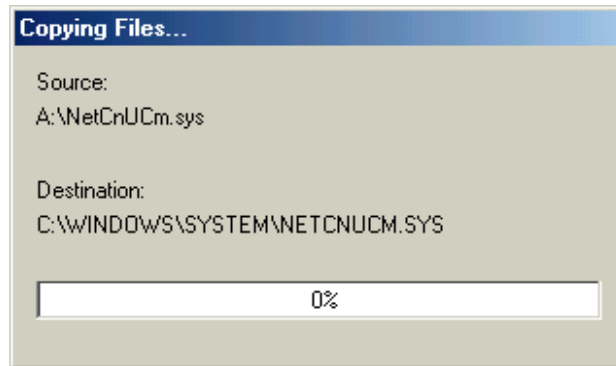 Copying Files...
Source:
A:\NetCnUCm.sys
Destination:
C:\WINDOWS\SYSTEM\NETCNUCM.SYS
0%